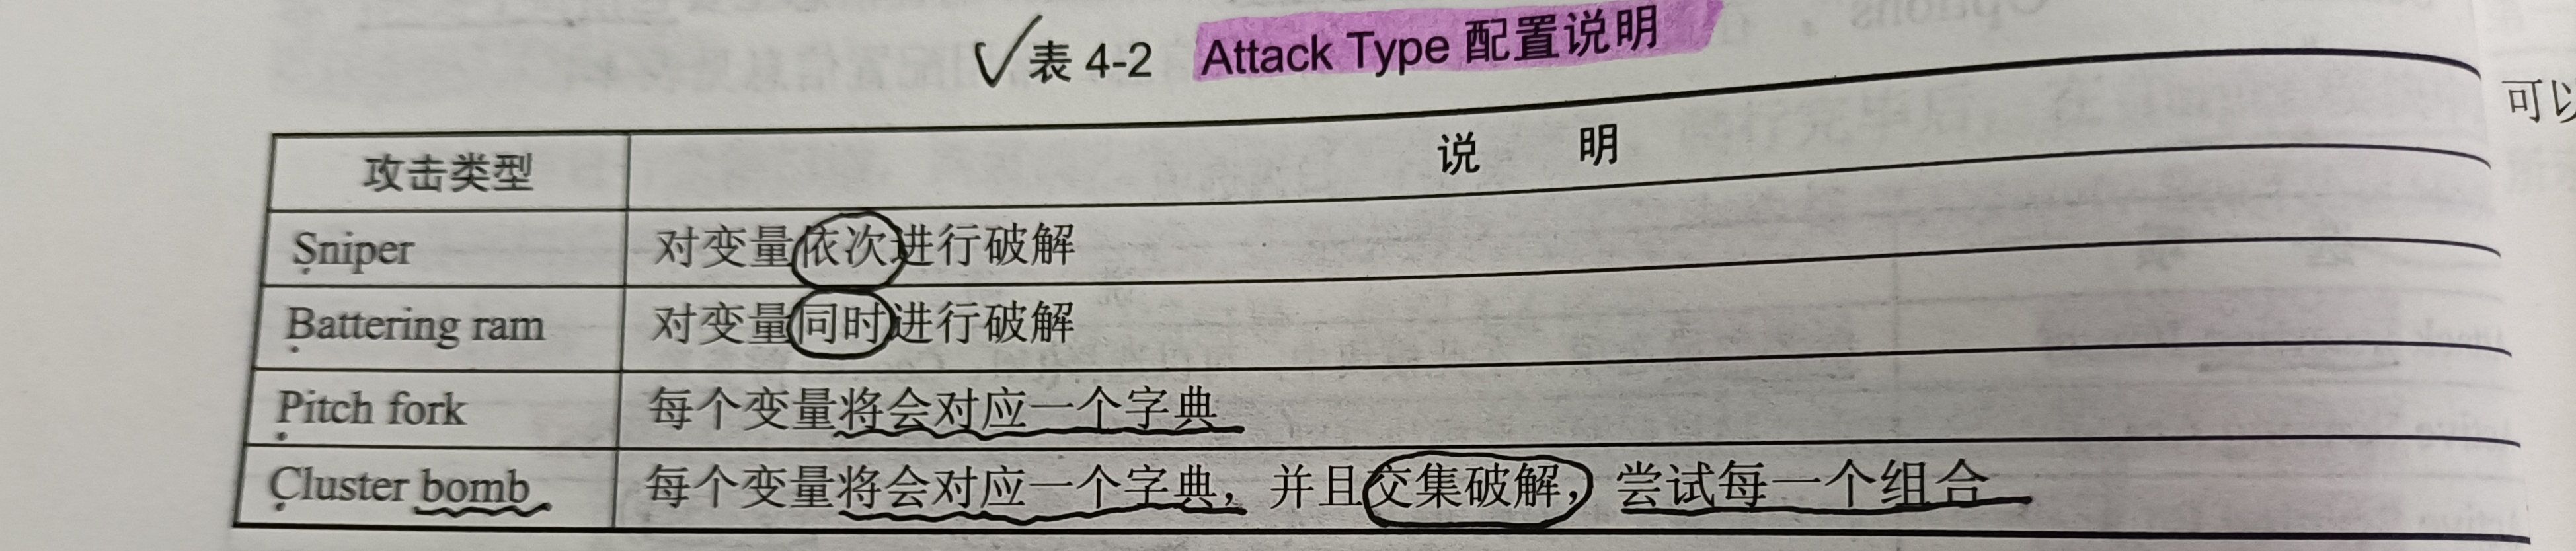 表 4-2 Attack Type 配置说明
可以
攻击类型 说 明
Sniper 对变量依次进行破解
Battering ram 对变量同时进行破解
Pitch fork 每个变量将会对应一个字典
Cluster bomb 每个变量将会对应一个字典，并且交集破解，尝试每一个组合